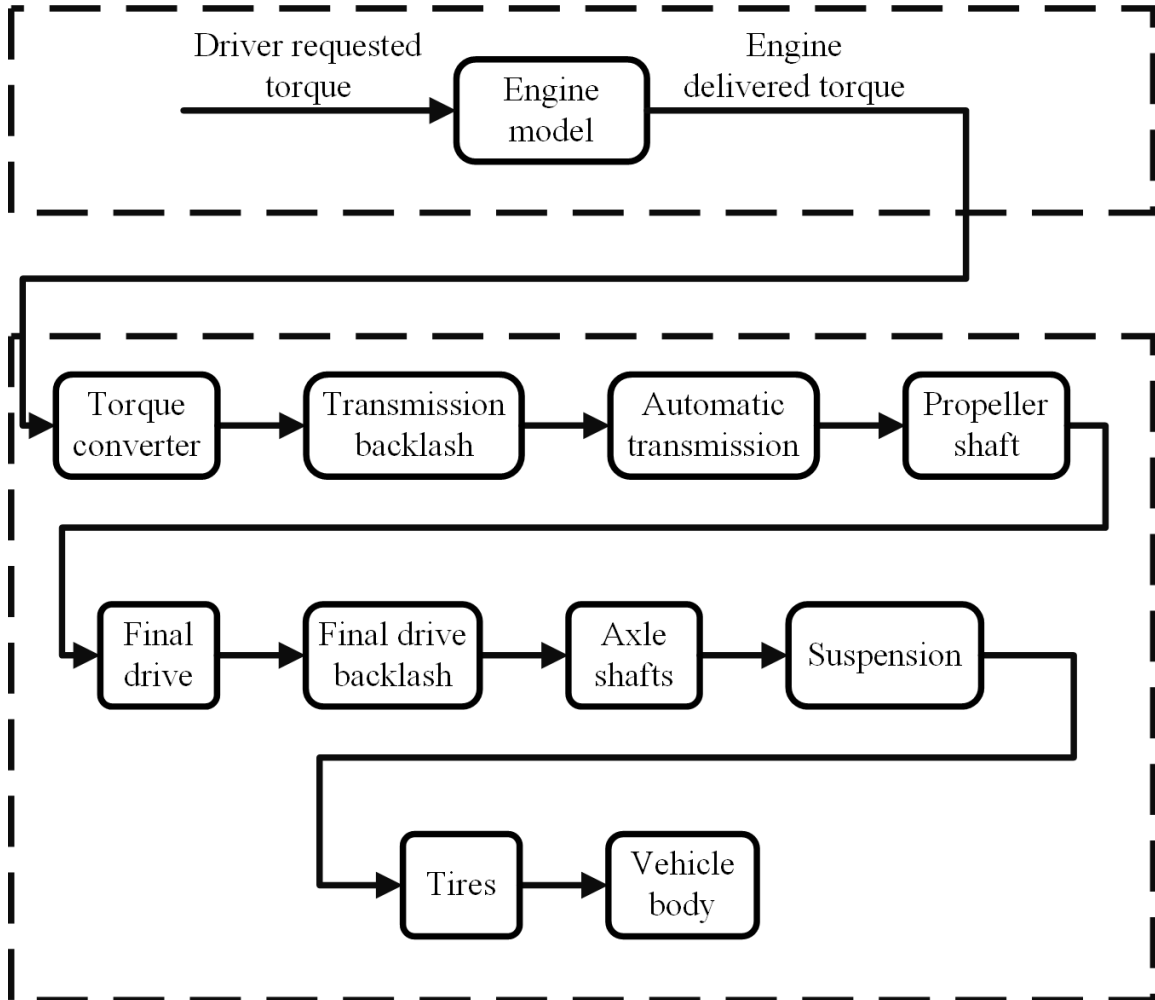 Driver requested
torque
Engine
model
Engine
delivered torque
Torque
converter
Transmission
backlash
Automatic
transmission
Propeller
shaft
Final
drive
Final drive
backlash
Axle
shafts
Suspension
Tires
Vehicle
body